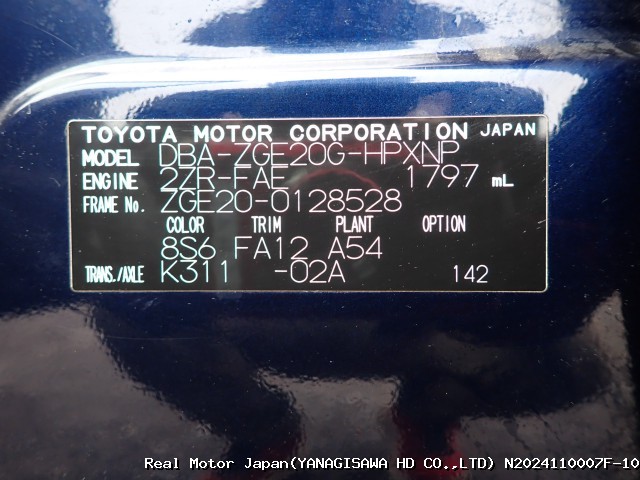 TOYOTA MOTOR CORPORATION JAPAN
MODEL DBA-ZGE20G-HPXNP
ENGINE 2ZR-FAE 1797 mL
FRAME No. ZGE20-0128528
COLOR TRIM PLANT OPTION
8S6 FA12 A54
TRANS./AXLE K311 -02A 142
Real Motor Japan(YANAGISAWA HD CO.,LTD) N2024110007F-10